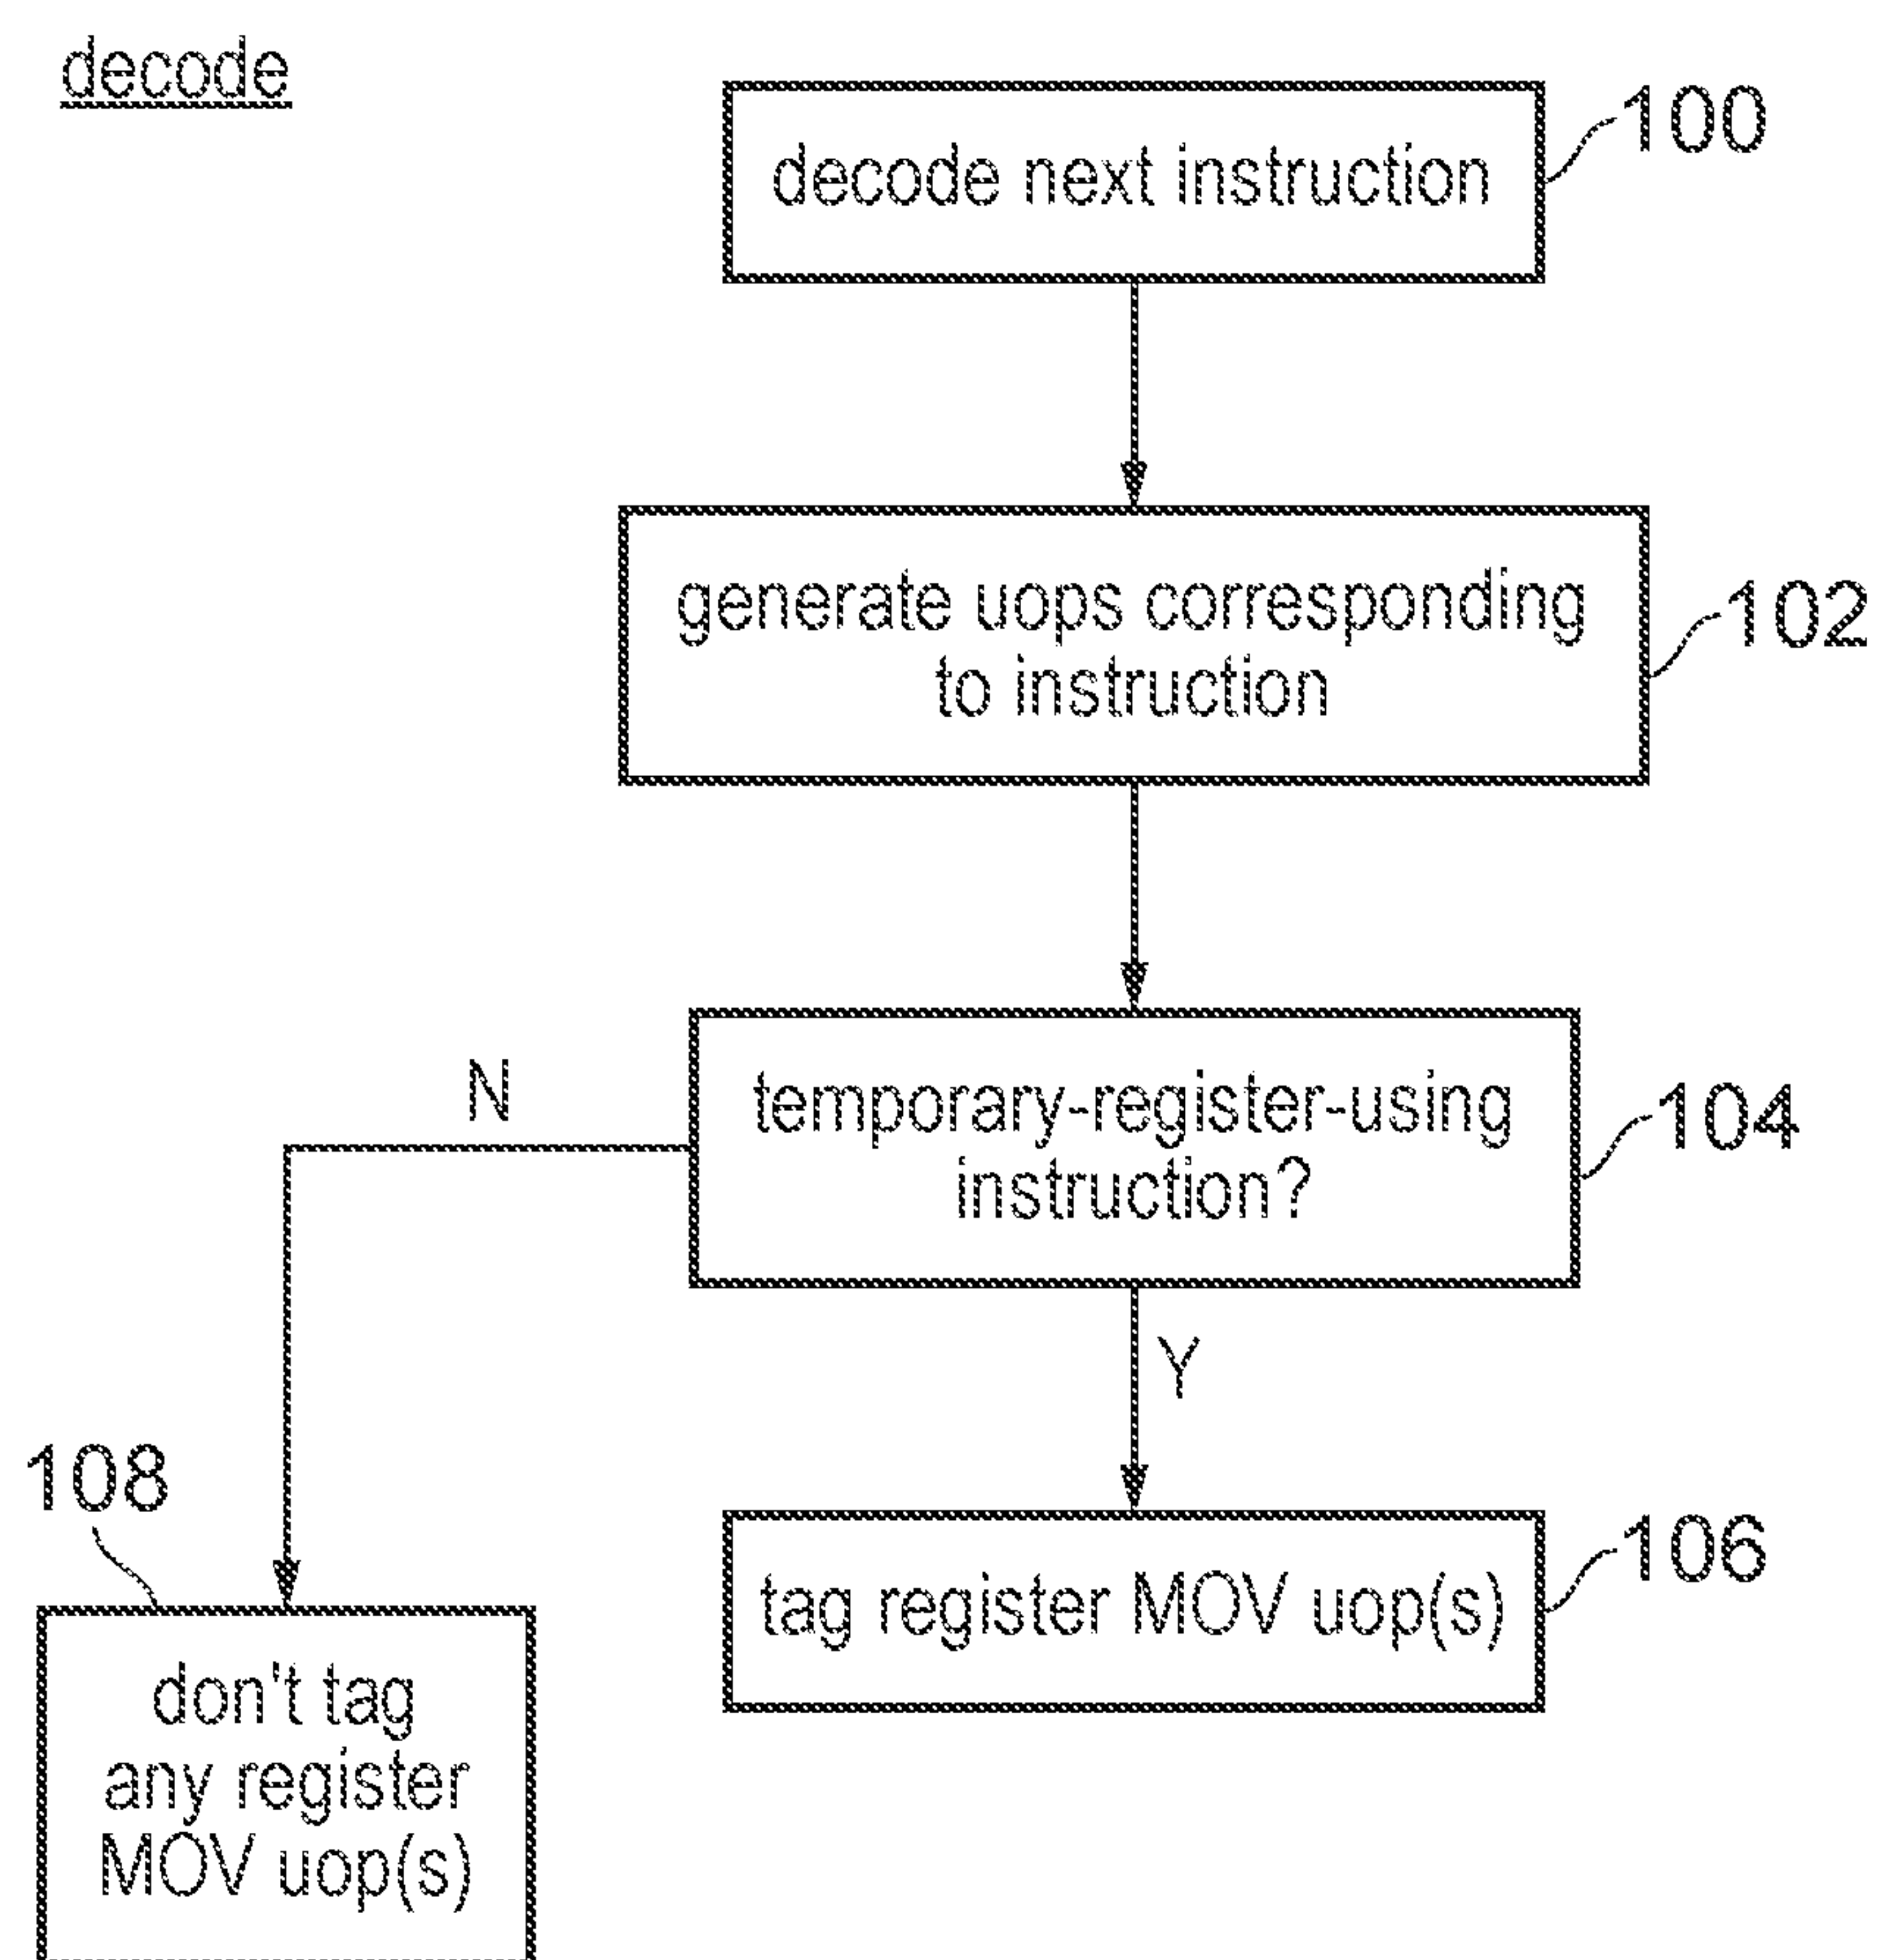 decode
decode next instruction
100
generate uops corresponding
to instruction
102
temporary-register-using
instruction?
104
N
Y
108
tag register MOV uop(s)
106
don't tag
any register
MOV uop(s)